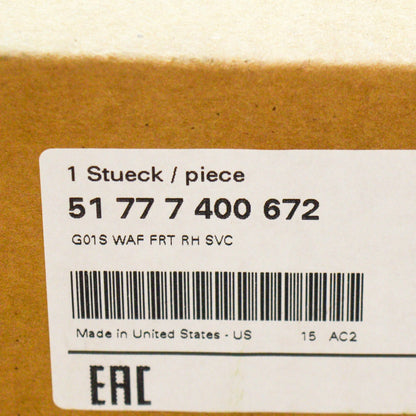 1 Stueck / piece
51 77 7 400 672
G01S WAF FRT RH SVC
Made in United States - US 15 AC2
EAC